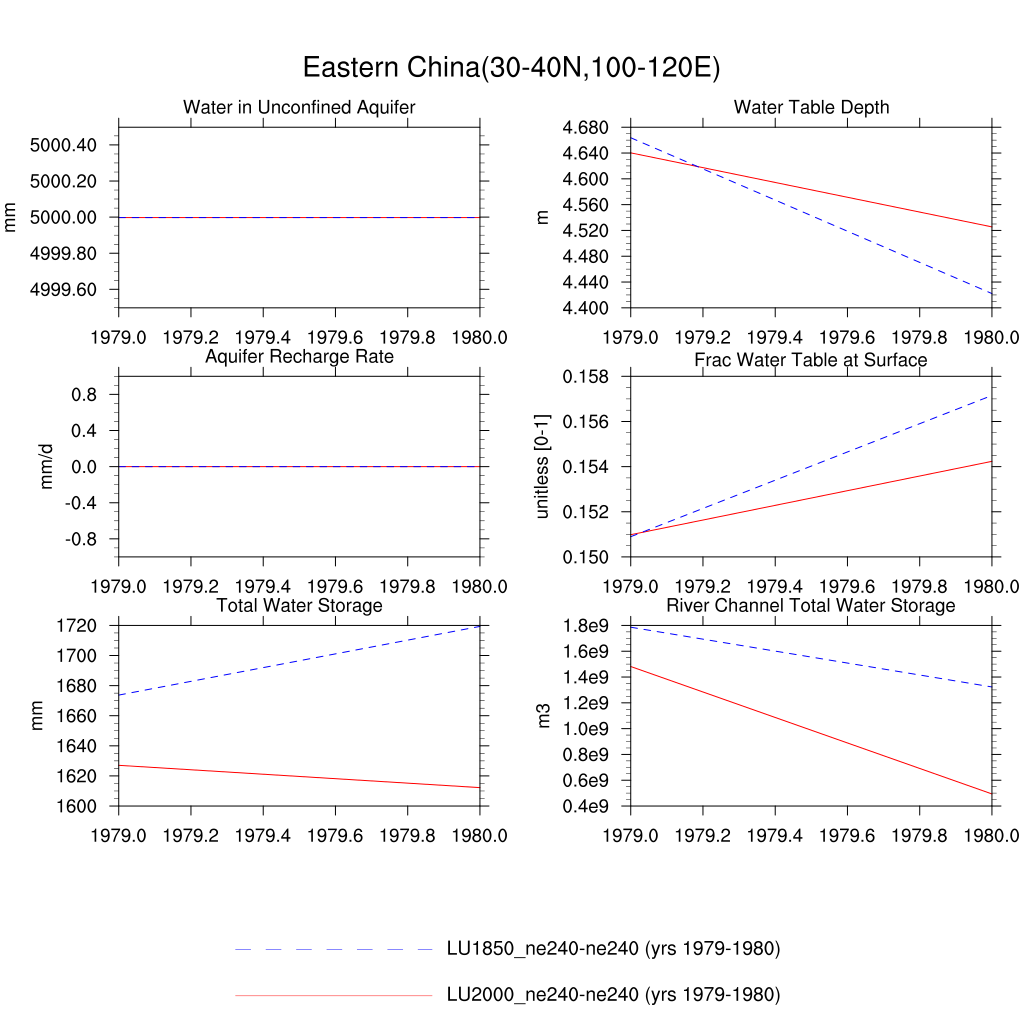 Eastern China(30-40N,100-120E)
Water in Unconfined Aquifer
mm
5000.40
5000.20
5000.00
4999.80
4999.60
1979.0 1979.2 1979.4 1979.6 1979.8 1980.0
Water Table Depth
m
4.680
4.640
4.600
4.560
4.520
4.480
4.440
4.400
1979.0 1979.2 1979.4 1979.6 1979.8 1980.0
Aquifer Recharge Rate
mm/d
0.8
0.4
0.0
-0.4
-0.8
1979.0 1979.2 1979.4 1979.6 1979.8 1980.0
Frac Water Table at Surface
unitless [0-1]
0.158
0.156
0.154
0.152
0.150
1979.0 1979.2 1979.4 1979.6 1979.8 1980.0
Total Water Storage
mm
1720
1700
1680
1660
1640
1620
1600
1979.0 1979.2 1979.4 1979.6 1979.8 1980.0
River Channel Total Water Storage
m3
1.8e9
1.6e9
1.4e9
1.2e9
1.0e9
0.8e9
0.6e9
0.4e9
1979.0 1979.2 1979.4 1979.6 1979.8 1980.0
LU1850_ne240-ne240 (yrs 1979-1980)
LU2000_ne240-ne240 (yrs 1979-1980)